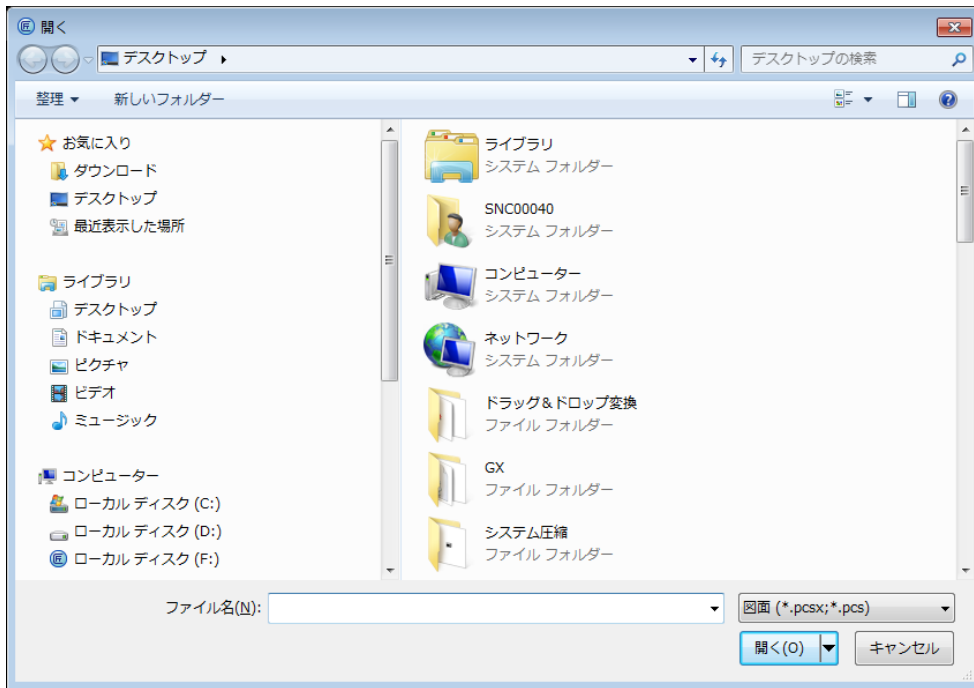 開く
デスクトップ
デスクトップの検索
整理
新しいフォルダー
お気に入り
ダウンロード
デスクトップ
最近表示した場所
ライブラリ
デスクトップ
ドキュメント
ピクチャ
ビデオ
ミュージック
コンピューター
ローカル ディスク (C:)
ローカル ディスク (D:)
ローカル ディスク (F:)
ライブラリ
システム フォルダー
SNC00040
システム フォルダー
コンピューター
システム フォルダー
ネットワーク
システム フォルダー
ドラッグ&ドロップ変換
ファイル フォルダー
GX
ファイル フォルダー
システム圧縮
ファイル フォルダー
ファイル名(N):
図面 (*.pcsx;*.pcs)
開く(O)
キャンセル